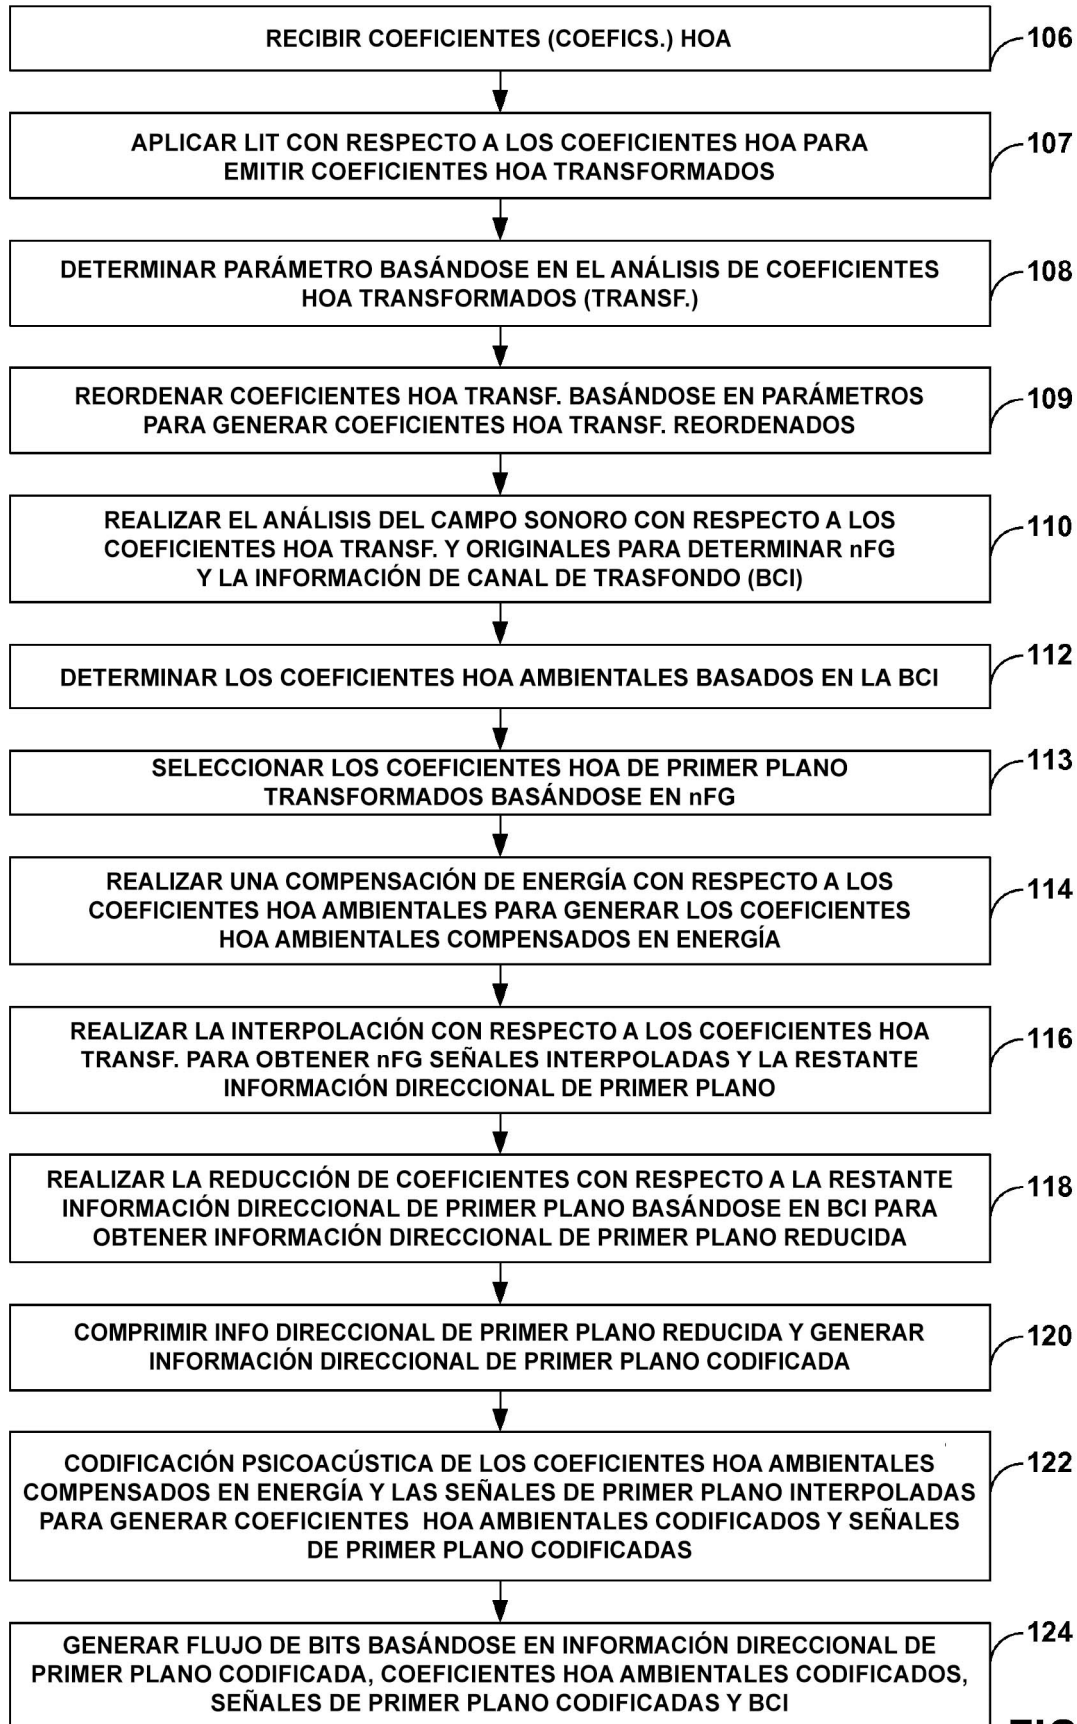 RECIBIR COEFICIENTES (COEFICS.) HOA
106
APLICAR LIT CON RESPECTO A LOS COEFICIENTES HOA PARA
EMITIR COEFICIENTES HOA TRANSFORMADOS
107
DETERMINAR PARÁMETRO BASÁNDOSE EN EL ANÁLISIS DE COEFICIENTES
HOA TRANSFORMADOS (TRANSF.)
108
REORDENAR COEFICIENTES HOA TRANSF. BASÁNDOSE EN PARÁMETROS
PARA GENERAR COEFICIENTES HOA TRANSF. REORDENADOS
109
REALIZAR EL ANÁLISIS DEL CAMPO SONORO CON RESPECTO A LOS
COEFICIENTES HOA TRANSF. Y ORIGINALES PARA DETERMINAR nFG
Y LA INFORMACIÓN DE CANAL DE TRASFONDO (BCI)
110
DETERMINAR LOS COEFICIENTES HOA AMBIENTALES BASADOS EN LA BCI
112
SELECCIONAR LOS COEFICIENTES HOA DE PRIMER PLANO
TRANSFORMADOS BASÁNDOSE EN nFG
113
REALIZAR UNA COMPENSACIÓN DE ENERGÍA CON RESPECTO A LOS
COEFICIENTES HOA AMBIENTALES PARA GENERAR LOS COEFICIENTES
HOA AMBIENTALES COMPENSADOS EN ENERGÍA
114
REALIZAR LA INTERPOLACIÓN CON RESPECTO A LOS COEFICIENTES HOA
TRANSF. PARA OBTENER nFG SEÑALES INTERPOLADAS Y LA RESTANTE
INFORMACIÓN DIRECCIONAL DE PRIMER PLANO
116
REALIZAR LA REDUCCIÓN DE COEFICIENTES CON RESPECTO A LA RESTANTE
INFORMACIÓN DIRECCIONAL DE PRIMER PLANO BASÁNDOSE EN BCI PARA
OBTENER INFORMACIÓN DIRECCIONAL DE PRIMER PLANO REDUCIDA
118
COMPRIMIR INFO DIRECCIONAL DE PRIMER PLANO REDUCIDA Y GENERAR
INFORMACIÓN DIRECCIONAL DE PRIMER PLANO CODIFICADA
120
CODIFICACIÓN PSICOACÚSTICA DE LOS COEFICIENTES HOA AMBIENTALES
COMPENSADOS EN ENERGÍA Y LAS SEÑALES DE PRIMER PLANO INTERPOLADAS
PARA GENERAR COEFICIENTES HOA AMBIENTALES CODIFICADOS Y SEÑALES
DE PRIMER PLANO CODIFICADAS
122
GENERAR FLUJO DE BITS BASÁNDOSE EN INFORMACIÓN DIRECCIONAL DE
PRIMER PLANO CODIFICADA, COEFICIENTES HOA AMBIENTALES CODIFICADOS,
SEÑALES DE PRIMER PLANO CODIFICADAS Y BCI
124